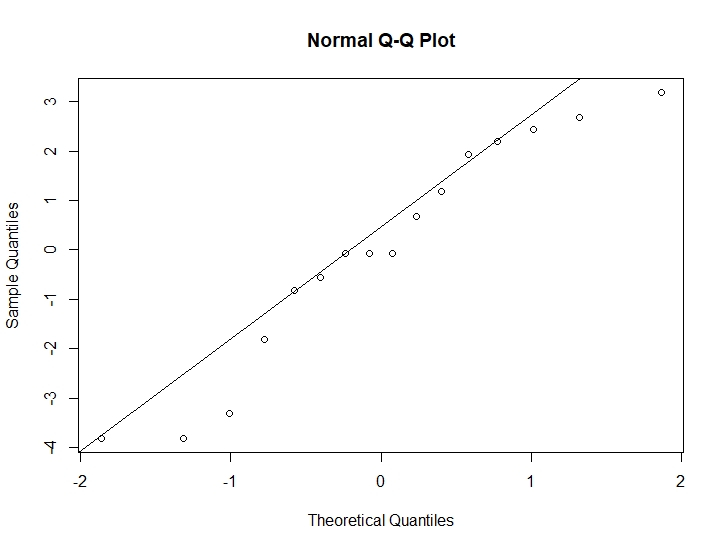 Normal Q-Q Plot
3
2
1
0
-1
-2
-3
-4
Sample Quantiles
-2 -1 0 1 2
Theoretical Quantiles